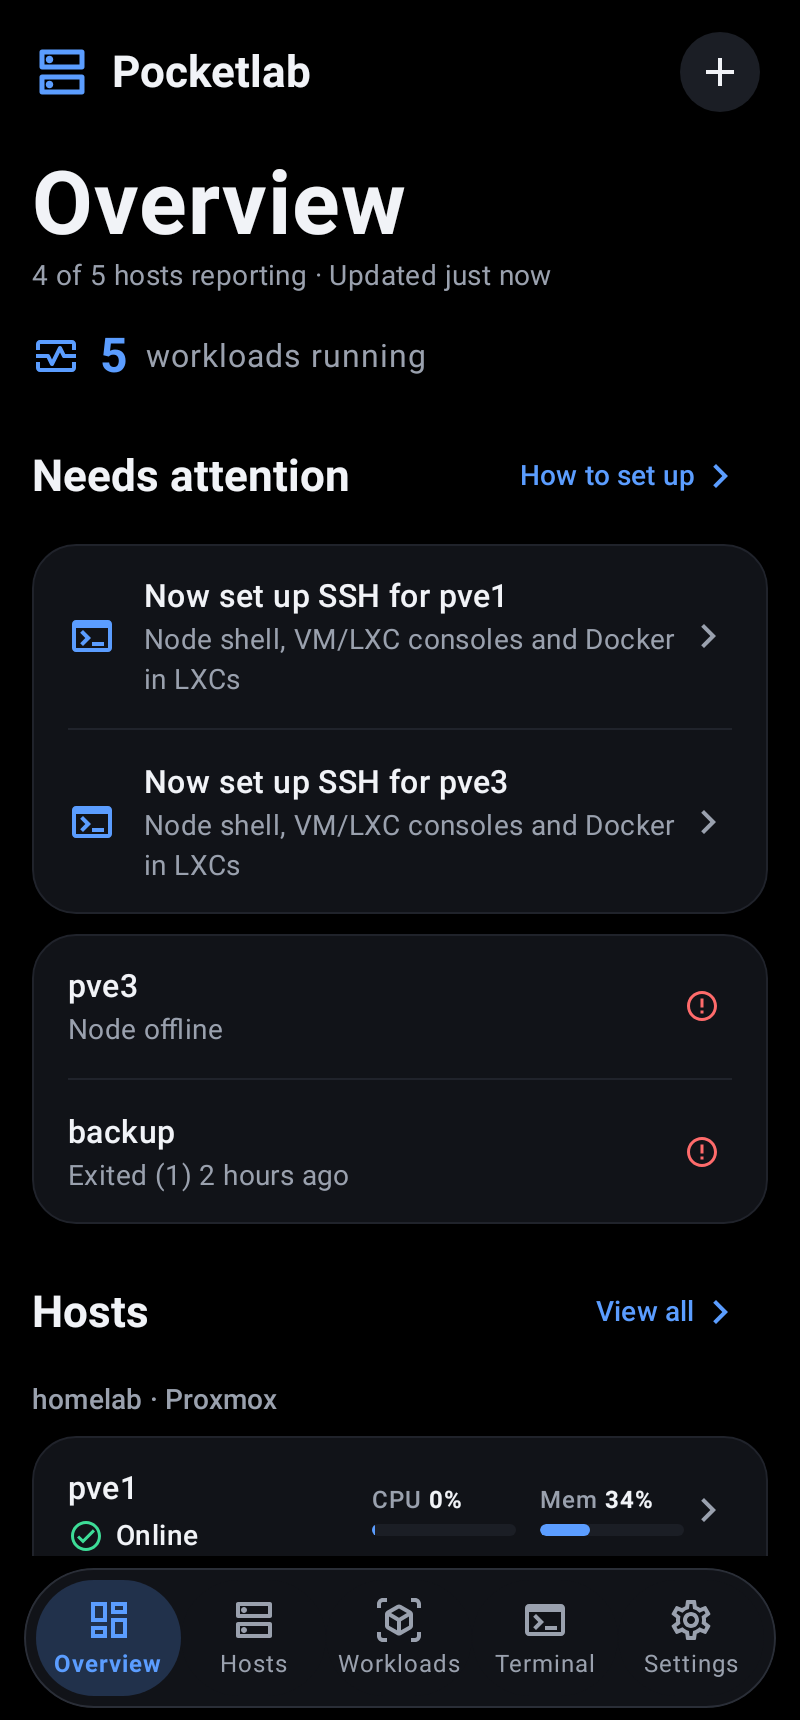 Pocketlab
Overview
4 of 5 hosts reporting · Updated just now
5 workloads running
Needs attention
How to set up
Now set up SSH for pve1
Node shell, VM/LXC consoles and Docker
in LXCs
Now set up SSH for pve3
Node shell, VM/LXC consoles and Docker
in LXCs
pve3
Node offline
backup
Exited (1) 2 hours ago
Hosts
View all
homelab · Proxmox
pve1
CPU 0%
Mem 34%
Online
Overview
Hosts
Workloads
Terminal
Settings